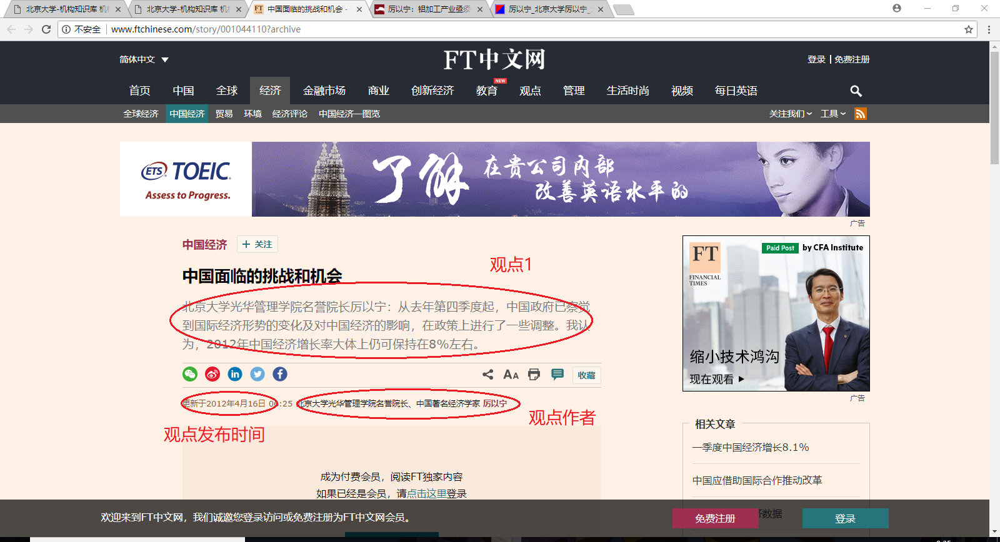 北京大学-机构知识库 机构
北京大学-机构知识库 机构
中国面临的挑战和机会 -
厉以宁：铝加工产业亟须
厉以宁_北京大学厉以宁_
不安全 | www.ftchinese.com/story/001044110?archive
简体中文
FT中文网
登录 | 免费注册
首页 中国 全球 经济 金融市场 商业 创新经济 教育 NEW 观点 管理 生活时尚 视频 每日英语
全球经济 中国经济 贸易 环境 经济评论 中国经济一图览 关注我们 工具
ETS TOEIC
Assess to Progress.
了解 在贵公司内部
改善英语水平的
广告
中国经济 + 关注
观点1
中国面临的挑战和机会
北京大学光华管理学院名誉院长厉以宁：从去年第四季度起，中国政府已察觉
到国际经济形势的变化及对中国经济的影响，在政策上进行了一些调整。我认
为，2012年中国经济增长率大体上仍可保持在8%左右。
收藏
更新于2012年4月16日 06:25 北京大学光华管理学院名誉院长、中国著名经济学家 厉以宁
观点作者
观点发布时间
成为付费会员，阅读FT独家内容
如果已经是会员，请点击这里登录
FT
FINANCIAL
TIMES
Paid Post by CFA Institute
缩小技术鸿沟
现在观看
广告
相关文章
一季度中国经济增长8.1%
中国应借助国际合作推动改革
济数据
欢迎来到FT中文网，我们诚邀您登录访问或免费注册为FT中文网会员。
免费注册
登录